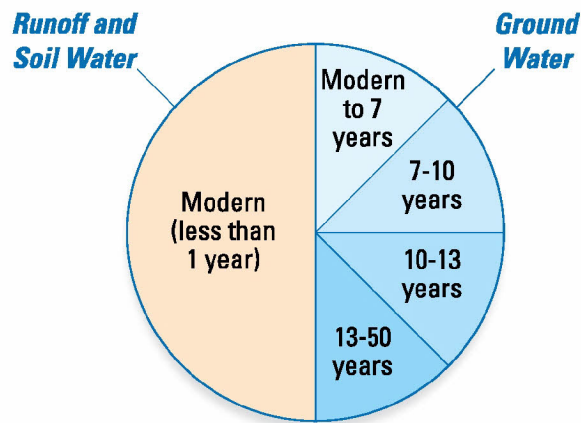 Runoff and
Soil Water
Ground
Water
Modern
to 7
years
7-10
years
Modern
(less than
1 year)
10-13
years
13-50
years